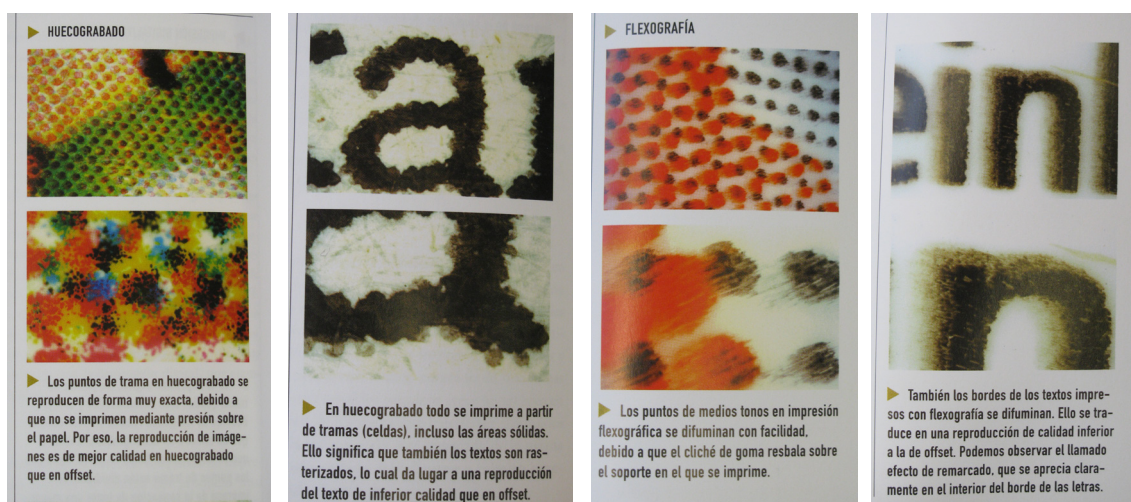 HUECOGRABADO
Los puntos de trama en huecograbado se
reproducen de forma muy exacta, debido a
que no se imprimen mediante presión sobre
el papel. Por eso, la reproducción de imáge-
nes es de mejor calidad en huecograbado
que en offset.
En huecograbado todo se imprime a partir
de tramas (celdas), incluso las áreas sólidas.
Ello significa que también los textos son ras-
terizados, lo cual da lugar a una reproducción
del texto de inferior calidad que en offset.
FLEXOGRAFÍA
Los puntos de medios tonos en impresión
flexográfica se difuminan con facilidad,
debido a que el cliché de goma resbala sobre
el soporte en el que se imprime.
ein
También los bordes de los textos impre-
sos con flexografía se difuminan. Ello se tra-
duce en una reproducción de calidad inferior
a la de offset. Podemos observar el llamado
efecto de remarcado, que se aprecia clara-
mente en el interior del borde de las letras.